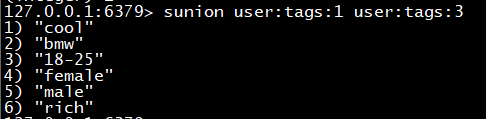 127.0.0.1:6379> sunion user:tags:1 user:tags:3
1) "cool"
2) "bmw"
3) "18-25"
4) "female"
5) "male"
6) "rich"